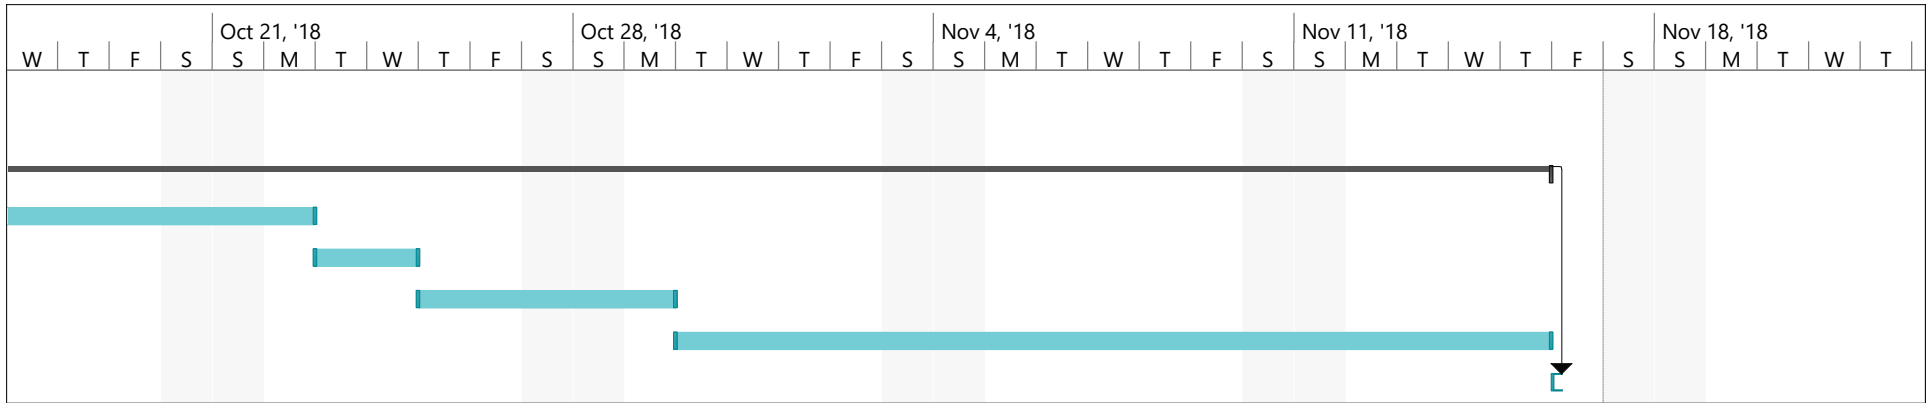 Oct 21, '18 Oct 28, '18 Nov 4, '18 Nov 11, '18 Nov 18, '18
W T F S S M T W T F S S M T W T F S S M T W T F S S M T W T F S S M T W T